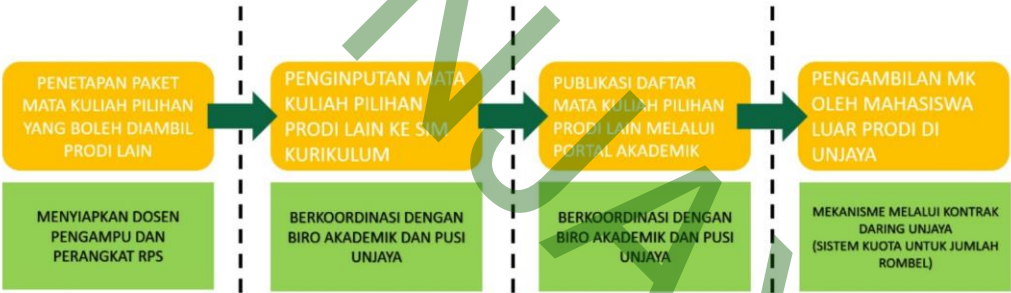 PENETAPAN PAKET
MATA KULIAH PILIHAN
YANG BOLEH DIAMBIL
PRODI LAIN
PENGINPUTAN MATA
KULIAH PILIHAN
PRODI LAIN KE SIM
KURIKULUM
PUBLIKASI DAFTAR
MATA KULIAH PILIHAN
PRODI LAIN MELALUI
PORTAL AKADEMIK
PENGAMBILAN MK
OLEH MAHASISWA
LUAR PRODI DI
UNJAYA
MENYIAPKAN DOSEN
PENGAMPU DAN
PERANGKAT RPS
BERKOORDINASI DENGAN
BIRO AKADEMIK DAN PUSI
UNJAYA
BERKOORDINASI DENGAN
BIRO AKADEMIK DAN PUSI
UNJAYA
MEKANISME MELALUI KONTRAK
DARING UNJAYA
(SISTEM KUOTA UNTUK JUMLAH
ROMBEL)